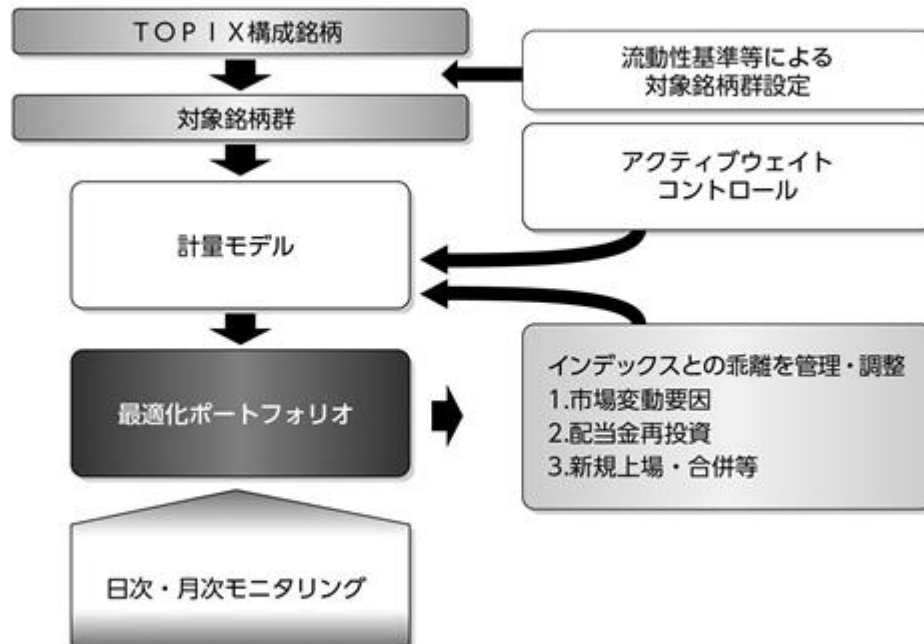 TOPIX構成銘柄
流動性基準等による
対象銘柄群設定
対象銘柄群
アクティブウェイト
コントロール
計量モデル
最適化ポートフォリオ
インデックスとの乖離を管理・調整
1.市場変動要因
2.配当金再投資
3.新規上場・合併等
日次・月次モニタリング